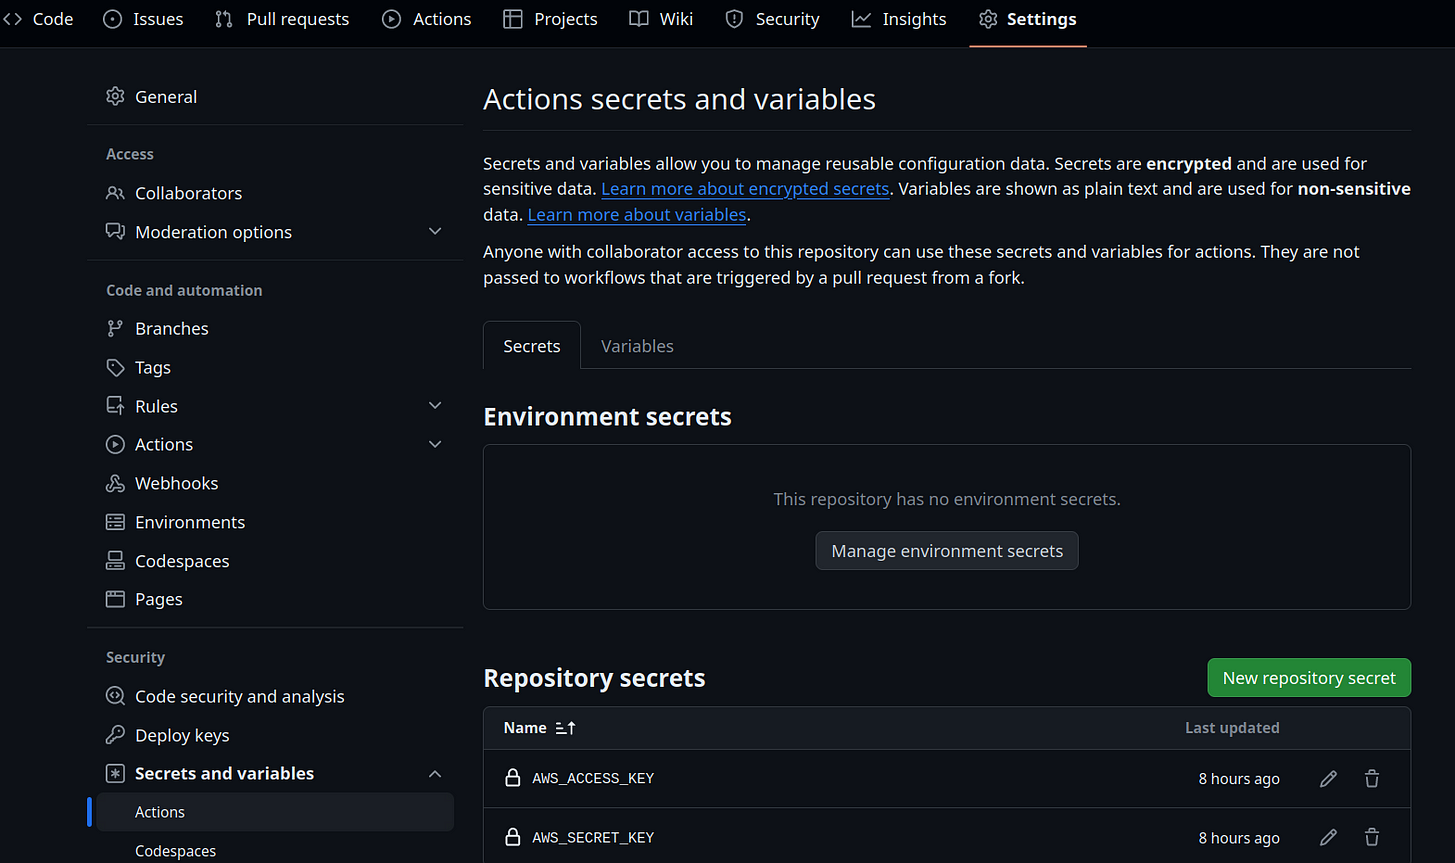 Code Issues Pull requests Actions Projects Wiki Security Insights Settings
General
Access
Collaborators
Moderation options
Code and automation
Branches
Tags
Rules
Actions
Webhooks
Environments
Codespaces
Pages
Security
Code security and analysis
Deploy keys
Secrets and variables
Actions
Codespaces
Actions secrets and variables
Secrets and variables allow you to manage reusable configuration data. Secrets are encrypted and are used for
sensitive data. Learn more about encrypted secrets. Variables are shown as plain text and are used for non-sensitive
data. Learn more about variables.
Anyone with collaborator access to this repository can use these secrets and variables for actions. They are not
passed to workflows that are triggered by a pull request from a fork.
Secrets Variables
Environment secrets
This repository has no environment secrets.
Manage environment secrets
Repository secrets New repository secret
Name Last updated
AWS_ACCESS_KEY 8 hours ago
AWS_SECRET_KEY 8 hours ago